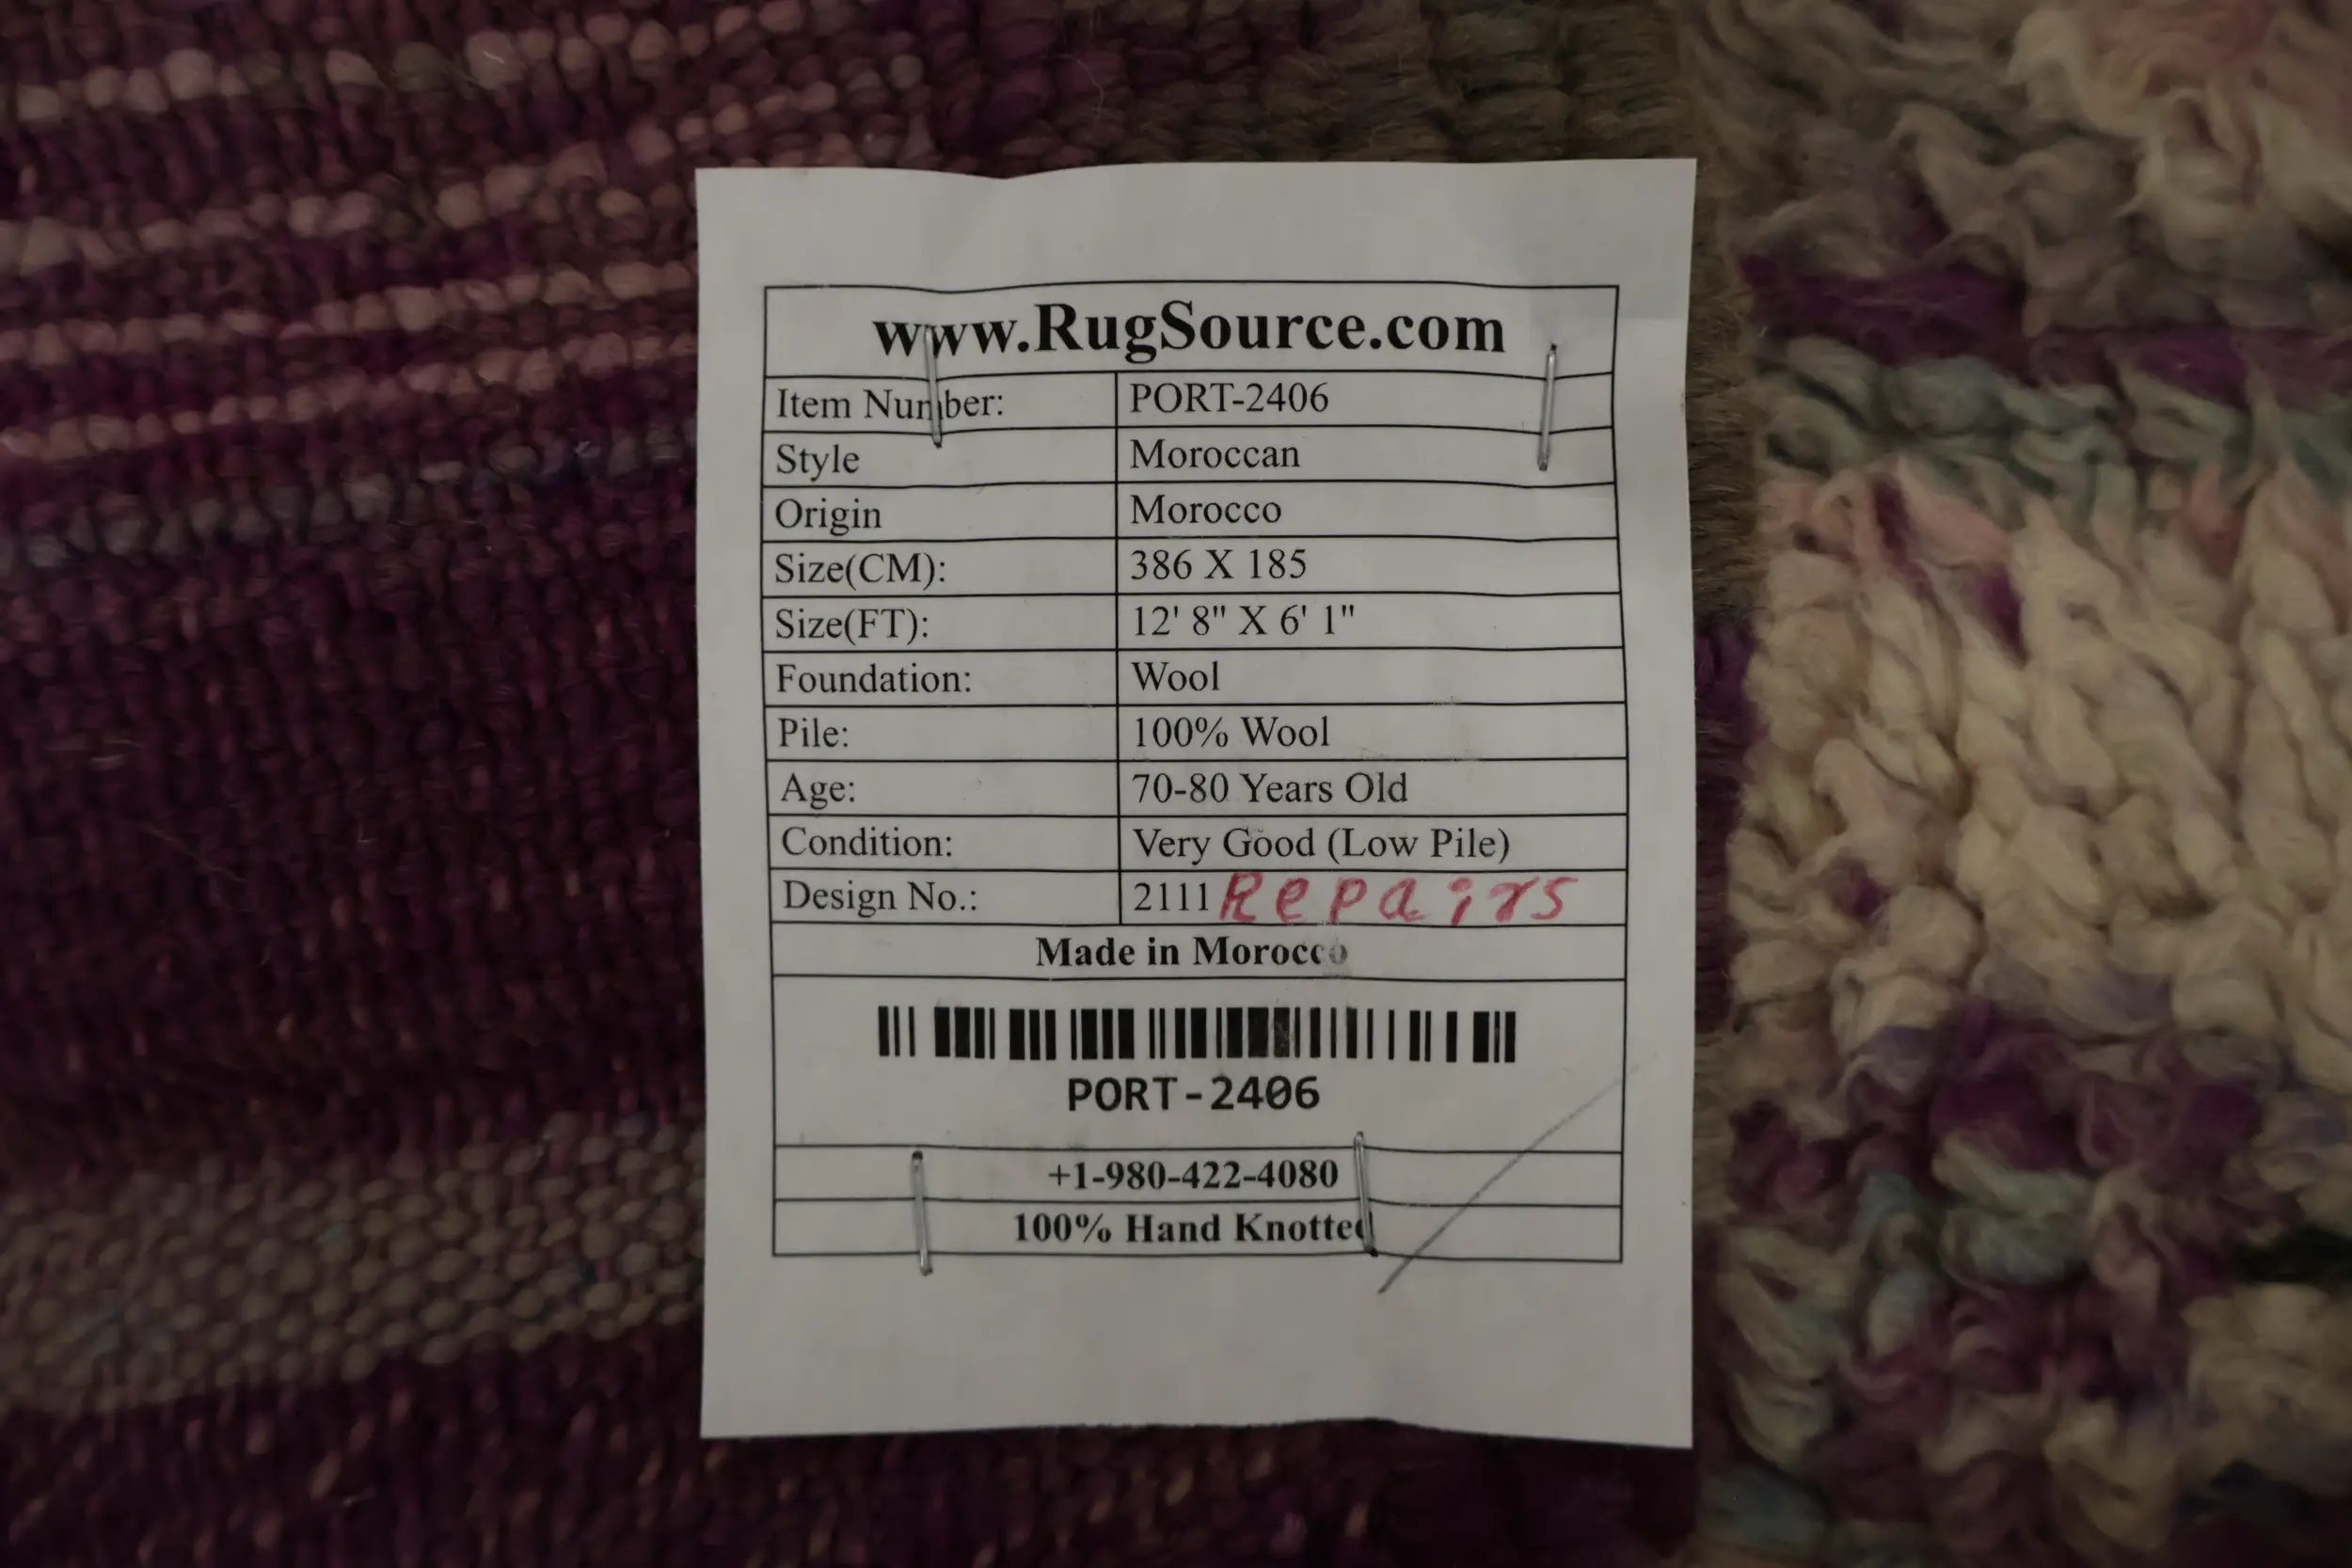 www.RugSource.com
Item Number: PORT-2406
Style Moroccan
Origin Morocco
Size(CM): 386 X 185
Size(FT): 12' 8" X 6' 1"
Foundation: Wool
Pile: 100% Wool
Age: 70-80 Years Old
Condition: Very Good (Low Pile)
Design No.: 2111 Repairs
Made in Morocco
PORT-2406
+1-980-422-4080
100% Hand Knotted